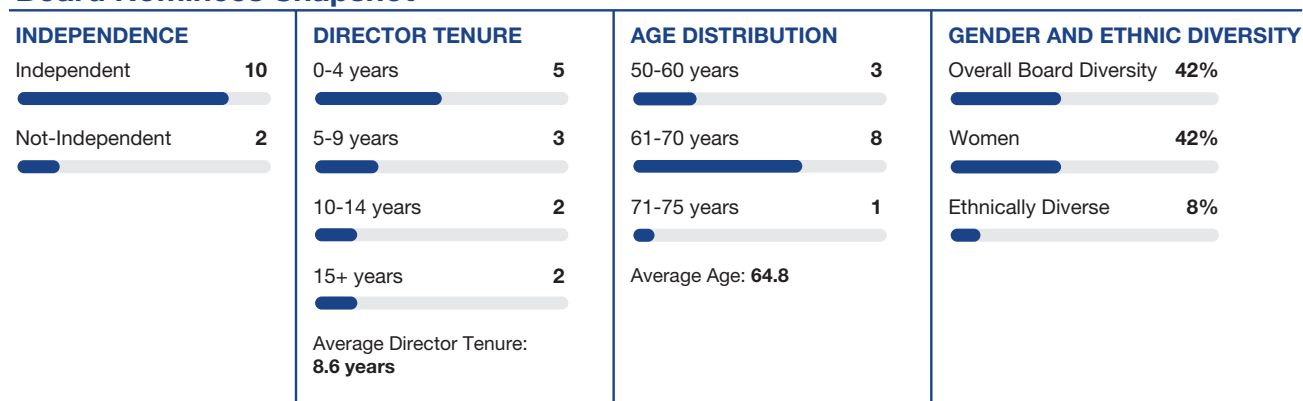 INDEPENDENCE
Independent 10
Not-Independent 2
DIRECTOR TENURE
0-4 years 5
5-9 years 3
10-14 years 2
15+ years 2
Average Director Tenure:
8.6 years
AGE DISTRIBUTION
50-60 years 3
61-70 years 8
71-75 years 1
Average Age: 64.8
GENDER AND ETHNIC DIVERSITY
Overall Board Diversity 42%
Women 42%
Ethnically Diverse 8%